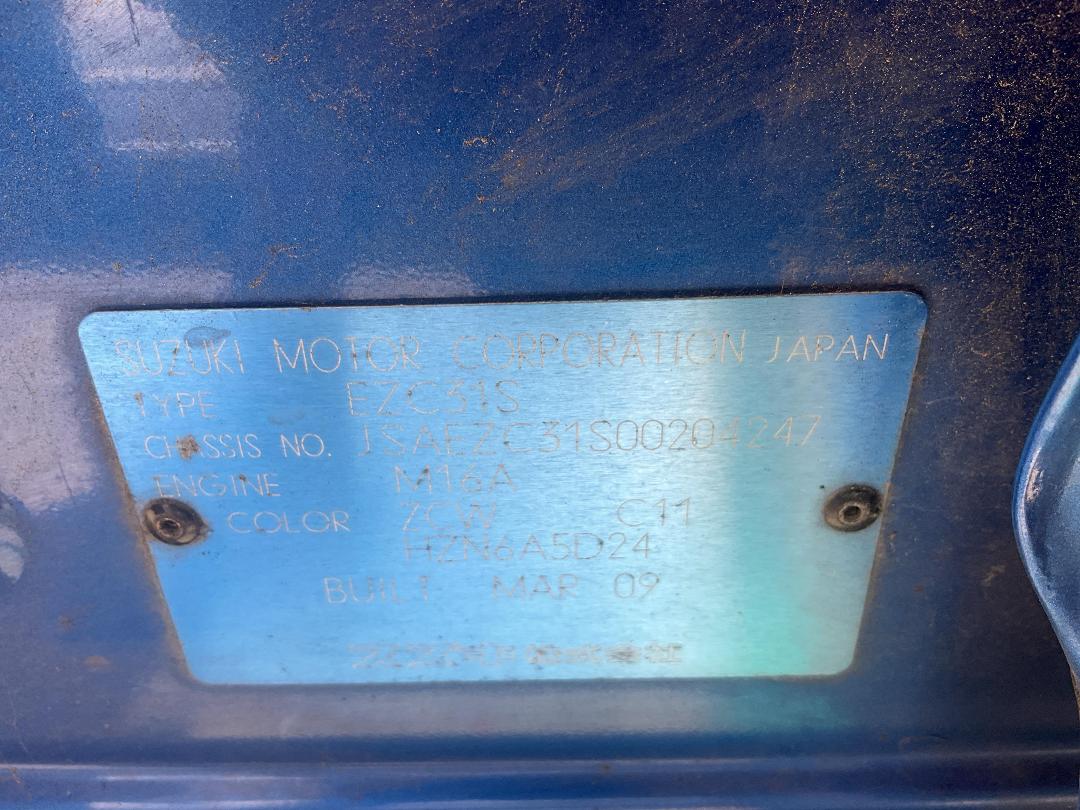 SUZUKI MOTOR CORPORATION JAPAN
TYPE EZC31S
CHASSIS NO. JSAEZC31S00204247
ENGINE M16A
COLOR ZCW C11
HZN6A5D24
BUILT MAR 09